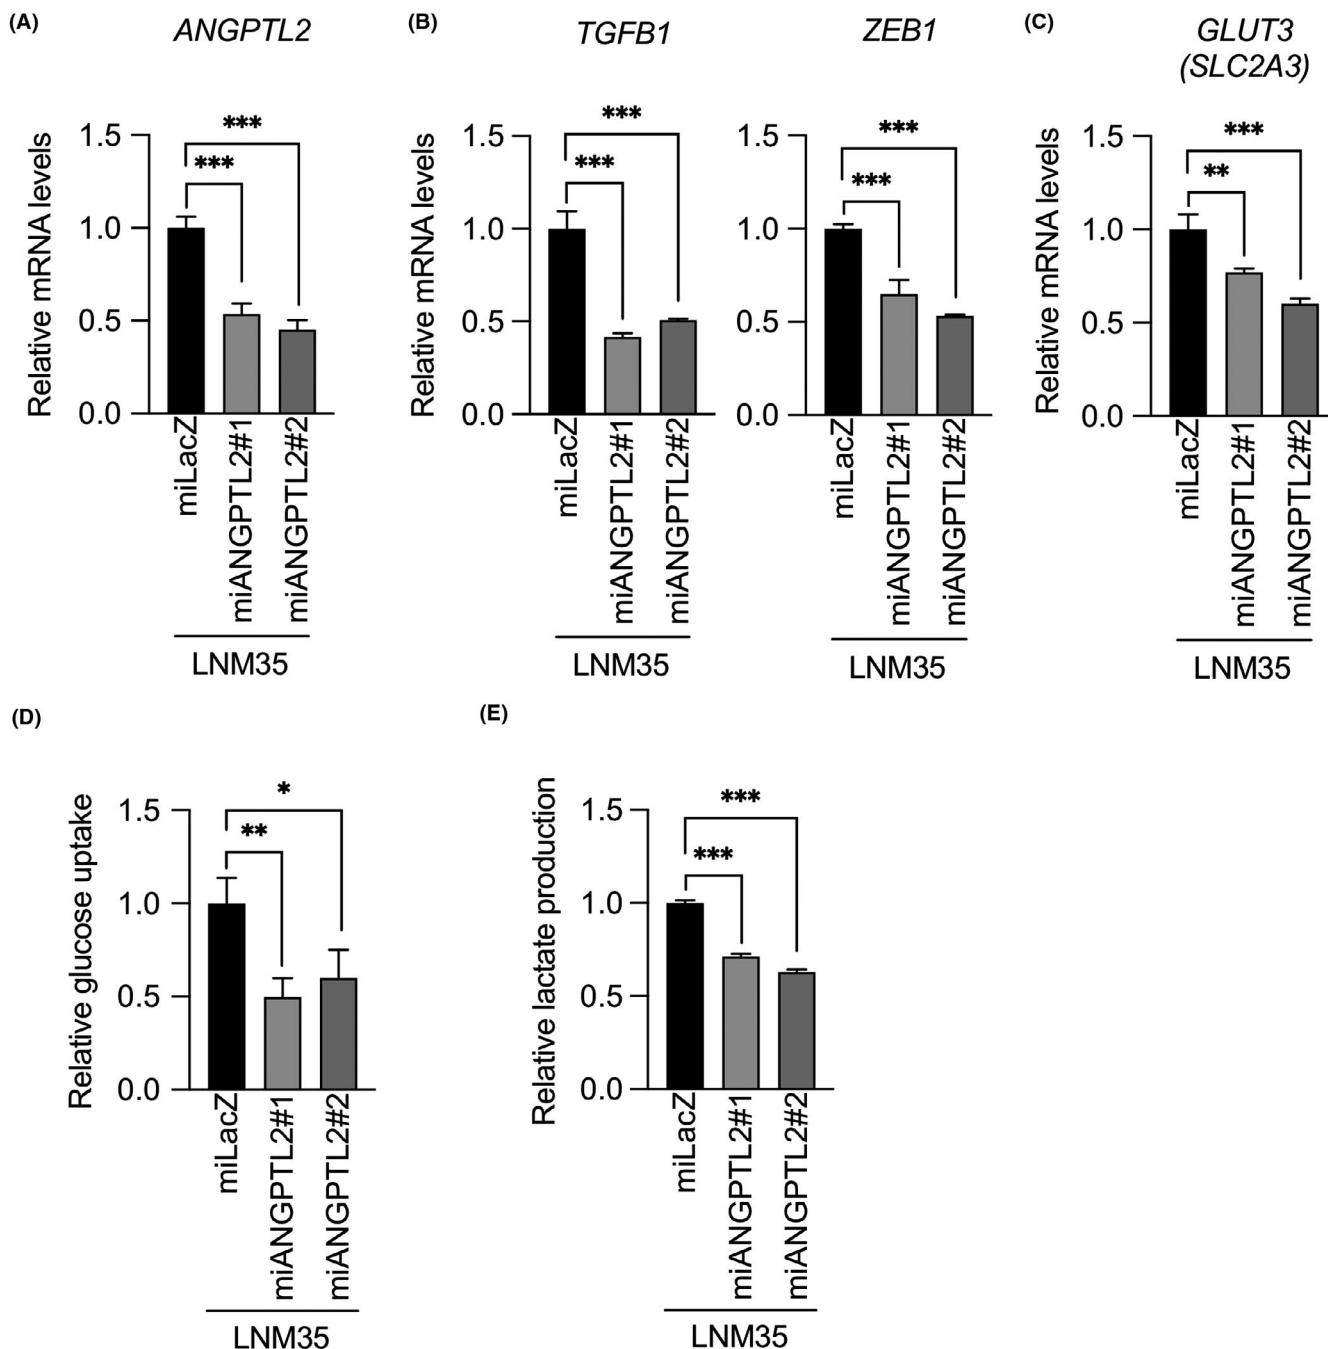 (A)
ANGPTL2
Relative mRNA levels
1.5
1.0
0.5
0.0
***
***
miLacZ
miANGPTL2#1
miANGPTL2#2
LNM35
(B)
TGFB1
Relative mRNA levels
1.5
1.0
0.5
0.0
***
***
miLacZ
miANGPTL2#1
miANGPTL2#2
LNM35
ZEB1
1.5
1.0
0.5
0.0
***
***
miLacZ
miANGPTL2#1
miANGPTL2#2
LNM35
(C)
GLUT3
(SLC2A3)
Relative mRNA levels
1.5
1.0
0.5
0.0
***
**
miLacZ
miANGPTL2#1
miANGPTL2#2
LNM35
(D)
Relative glucose uptake
1.5
1.0
0.5
0.0
*
**
miLacZ
miANGPTL2#1
miANGPTL2#2
LNM35
(E)
Relative lactate production
1.5
1.0
0.5
0.0
***
***
miLacZ
miANGPTL2#1
miANGPTL2#2
LNM35